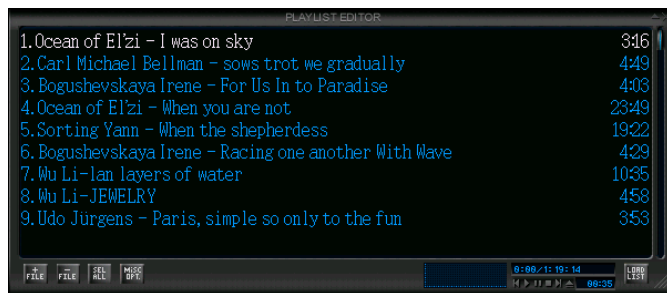 PLAYLIST EDITOR
1. Ocean of El'zi - I was on sky 3:16
2. Carl Michael Bellman - sows trot we gradually 4:49
3. Bogushevskaya Irene - For Us In to Paradise 4:03
4. Ocean of El'zi - When you are not 23:49
5. Sorting Yann - When the shepherdess 19:22
6. Bogushevskaya Irene - Racing one another With Wave 4:29
7. Wu Li-lan layers of water 10:35
8. Wu Li-JEWELRY 4:58
9. Udo Jürgens - Paris, simple so only to the fun 3:53
+ FILE - FILE SEL ALL MISC OPT. 0:00/1:19:14 LOAD LIST
00:35